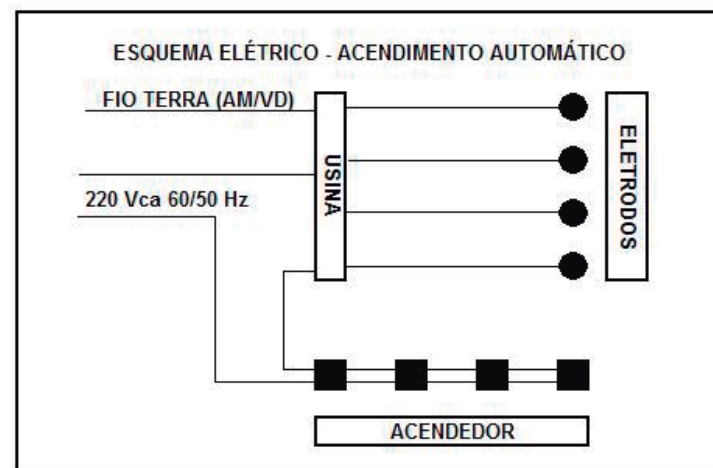 ESQUEMA ELÉTRICO - ACENDIMENTO AUTOMÁTICO
FIO TERRA (AM/VD)
220 Vca 60/50 Hz
USINA
ELETRODOS
ACENDEDOR